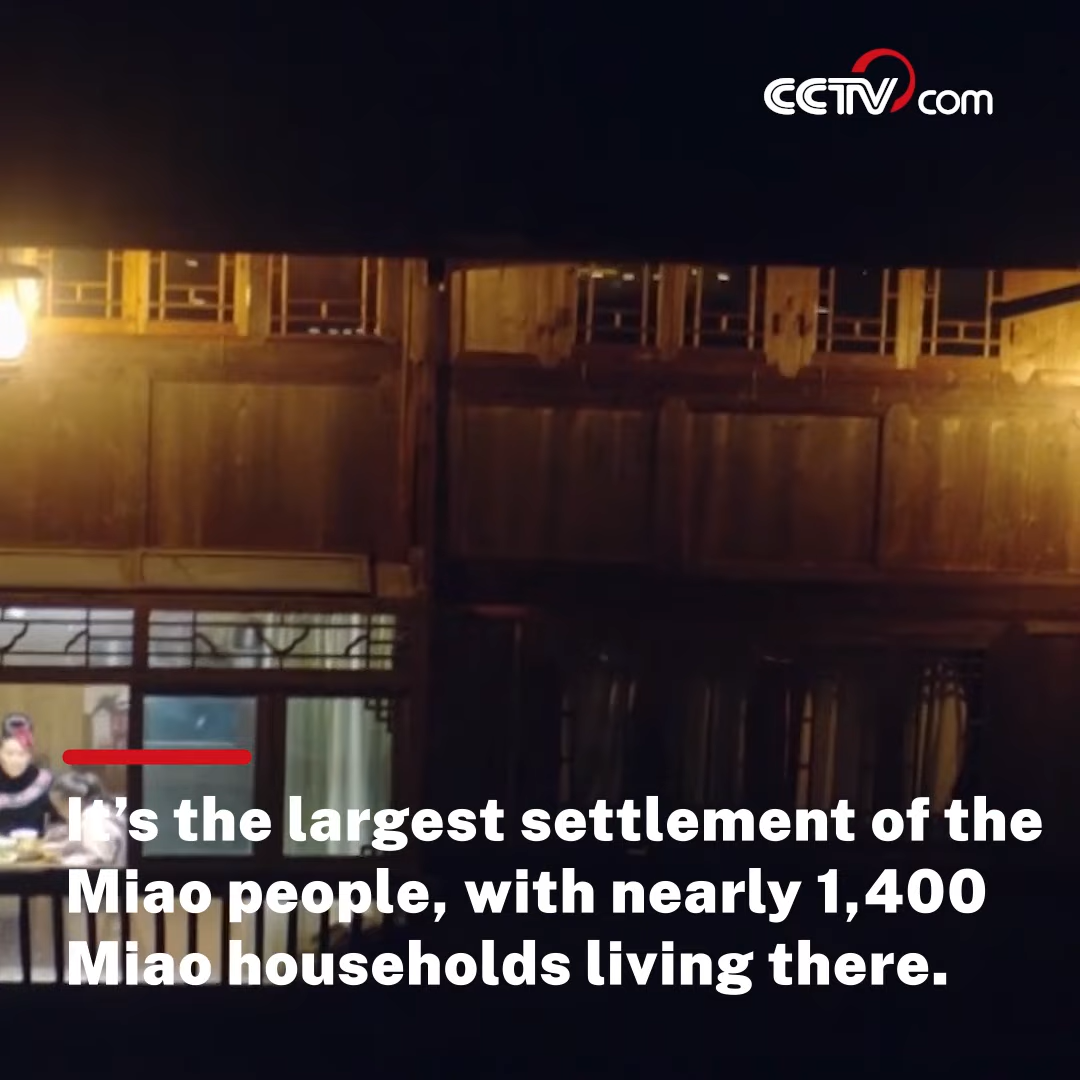 CCTV com
It’s the largest settlement of the
Miao people, with nearly 1,400
Miao households living there.